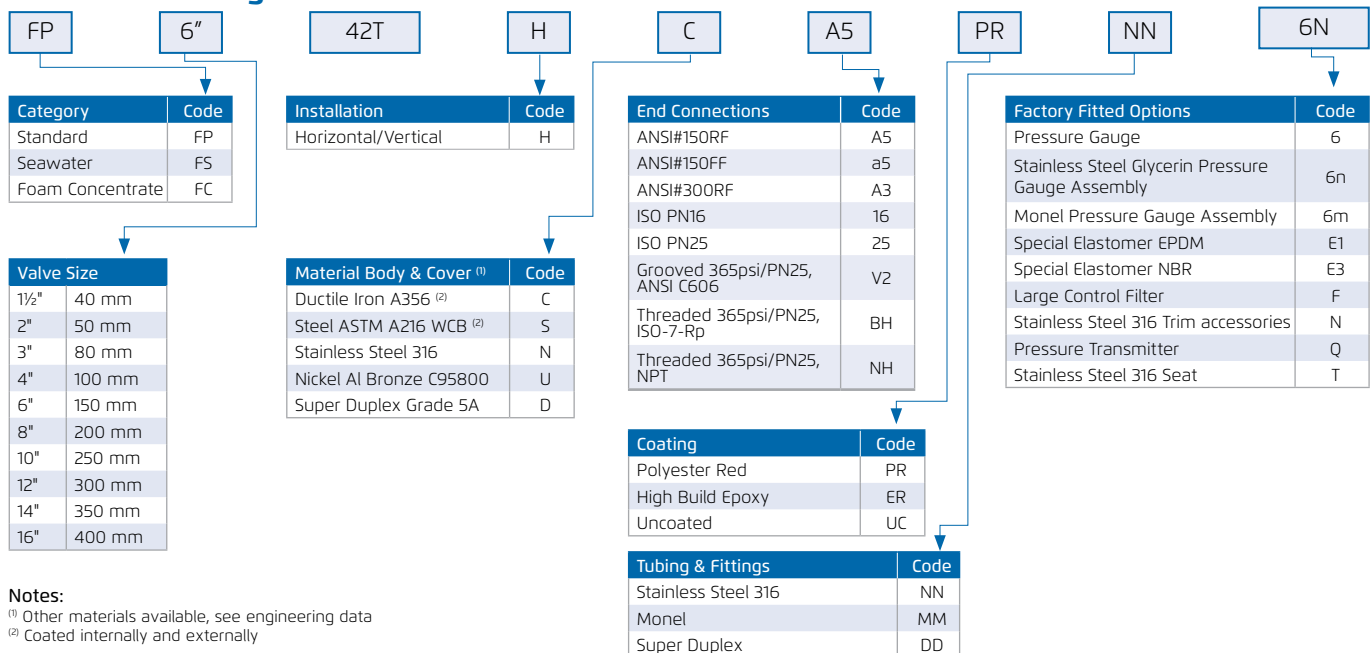 FP 6" 42T H C A5 PR NN 6N
Category Code
Standard FP
Seawater FS
Foam Concentrate FC
Valve Size
1½" 40 mm
2" 50 mm
3" 80 mm
4" 100 mm
6" 150 mm
8" 200 mm
10" 250 mm
12" 300 mm
14" 350 mm
16" 400 mm
Installation Code
Horizontal/Vertical H
Material Body & Cover (1) Code
Ductile Iron A356 (2) C
Steel ASTM A216 WCB (2) S
Stainless Steel 316 N
Nickel Al Bronze C95800 U
Super Duplex Grade 5A D
End Connections Code
ANSI#150RF A5
ANSI#150FF a5
ANSI#300RF A3
ISO PN16 16
ISO PN25 25
Grooved 365psi/PN25,
ANSI C606 V2
Threaded 365psi/PN25,
ISO-7-Rp BH
Threaded 365psi/PN25,
NPT NH
Coating Code
Polyester Red PR
High Build Epoxy ER
Uncoated UC
Tubing & Fittings Code
Stainless Steel 316 NN
Monel MM
Super Duplex DD
Factory Fitted Options Code
Pressure Gauge 6
Stainless Steel Glycerin Pressure
Gauge Assembly 6n
Monel Pressure Gauge Assembly 6m
Special Elastomer EPDM E1
Special Elastomer NBR E3
Large Control Filter F
Stainless Steel 316 Trim accessories N
Pressure Transmitter Q
Stainless Steel 316 Seat T
Notes:
(1) Other materials available, see engineering data
(2) Coated internally and externally